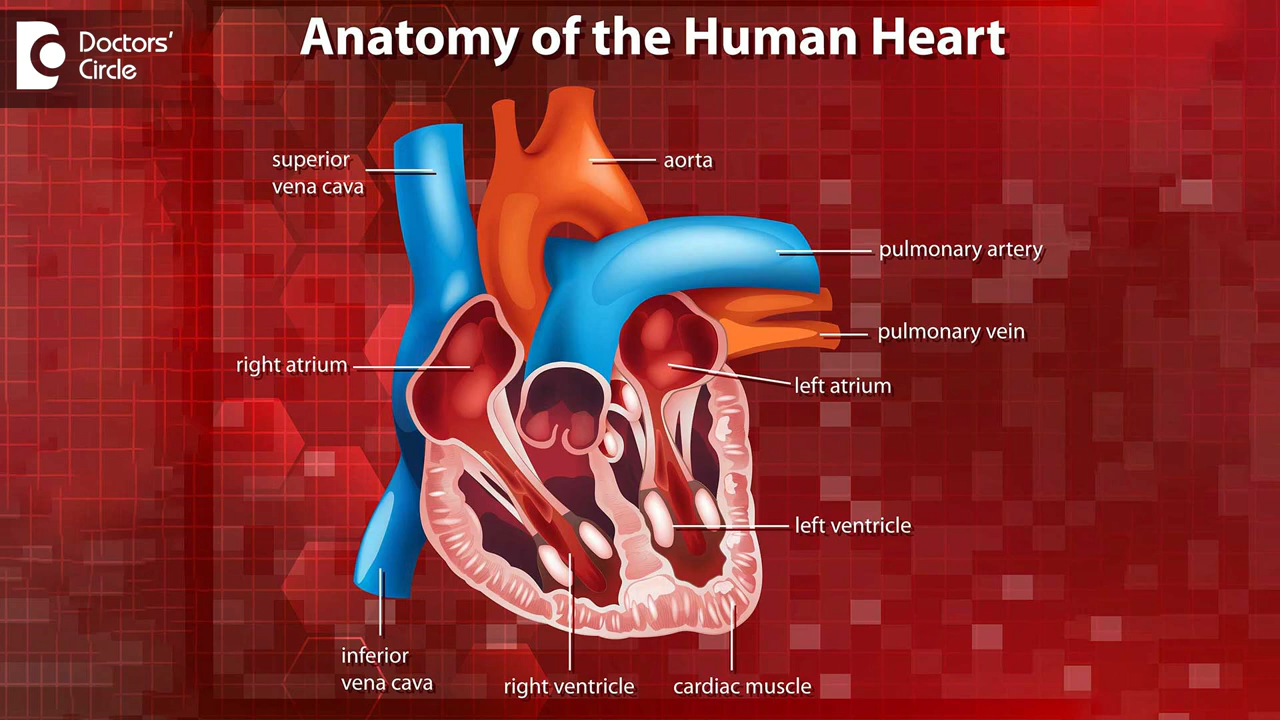 Doctors'
Circle
Anatomy of the Human Heart
superior
vena cava
aorta
pulmonary artery
pulmonary vein
right atrium
left atrium
left ventricle
inferior
vena cava
right ventricle
cardiac muscle